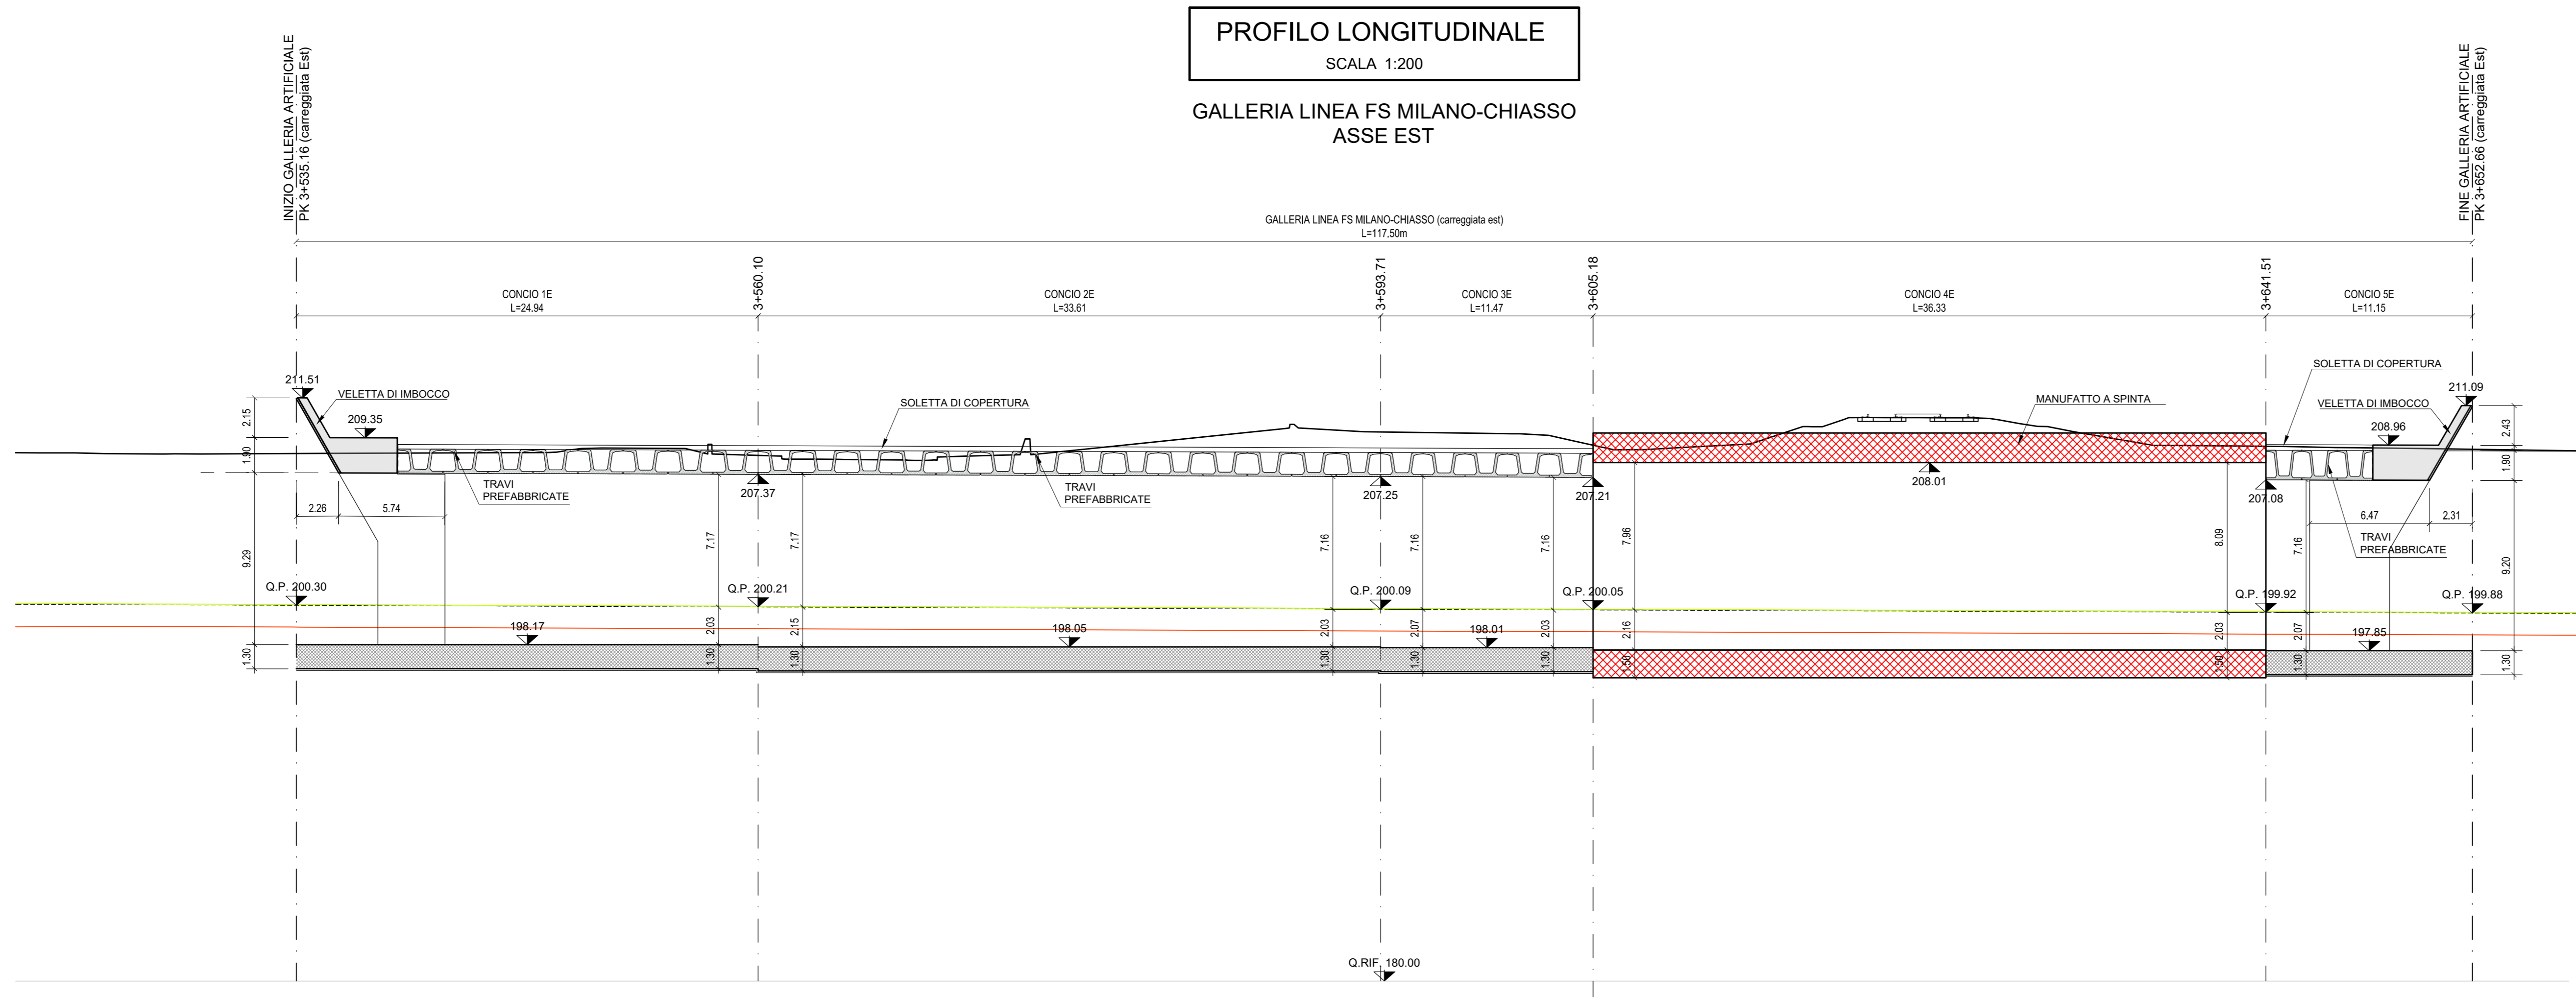 PROFILO LONGITUDINALE
SCALA 1:200
GALLERIA LINEA FS MILANO-CHIASSO
ASSE EST
INIZIO GALLERIA ARTIFICIALE
PK 3+535.16 (carreggiata Est)
FINE GALLERIA ARTIFICIALE
PK 3+652.66 (carreggiata Est)
GALLERIA LINEA FS MILANO-CHIASSO (carreggiata est)
L=117,50m
CONCIO 1E
L=24.94
3+560.10
CONCIO 2E
L=33.61
3+593.71
CONCIO 3E
L=11.47
3+605.18
CONCIO 4E
L=36.33
3+641.51
CONCIO 5E
L=11.15
211.51
VELETTA DI IMBOCCO
209.35
SOLETTA DI COPERTURA
MANUFATTO A SPINTA
SOLETTA DI COPERTURA
211.09
VELETTA DI IMBOCCO
208.96
2.15
1.90
9.29
1.30
TRAVI
PREFABBRICATE
207.37
TRAVI
PREFABBRICATE
207.25
207.21
208.01
207.08
2.43
1.90
9.20
1.30
2.26
5.74
6.47
2.31
TRAVI
PREFABBRICATE
7.17
7.17
7.16
7.16
7.16
7.96
8.09
7.16
Q.P. 200.30
Q.P. 200.21
Q.P. 200.09
Q.P. 200.05
Q.P. 199.92
Q.P. 199.88
2.03
2.15
2.03
2.07
2.03
2.16
2.03
2.07
198.17
198.05
198.01
197.85
1.30
1.30
1.30
1.30
1.30
1.50
1.50
1.30
Q.RIF. 180.00